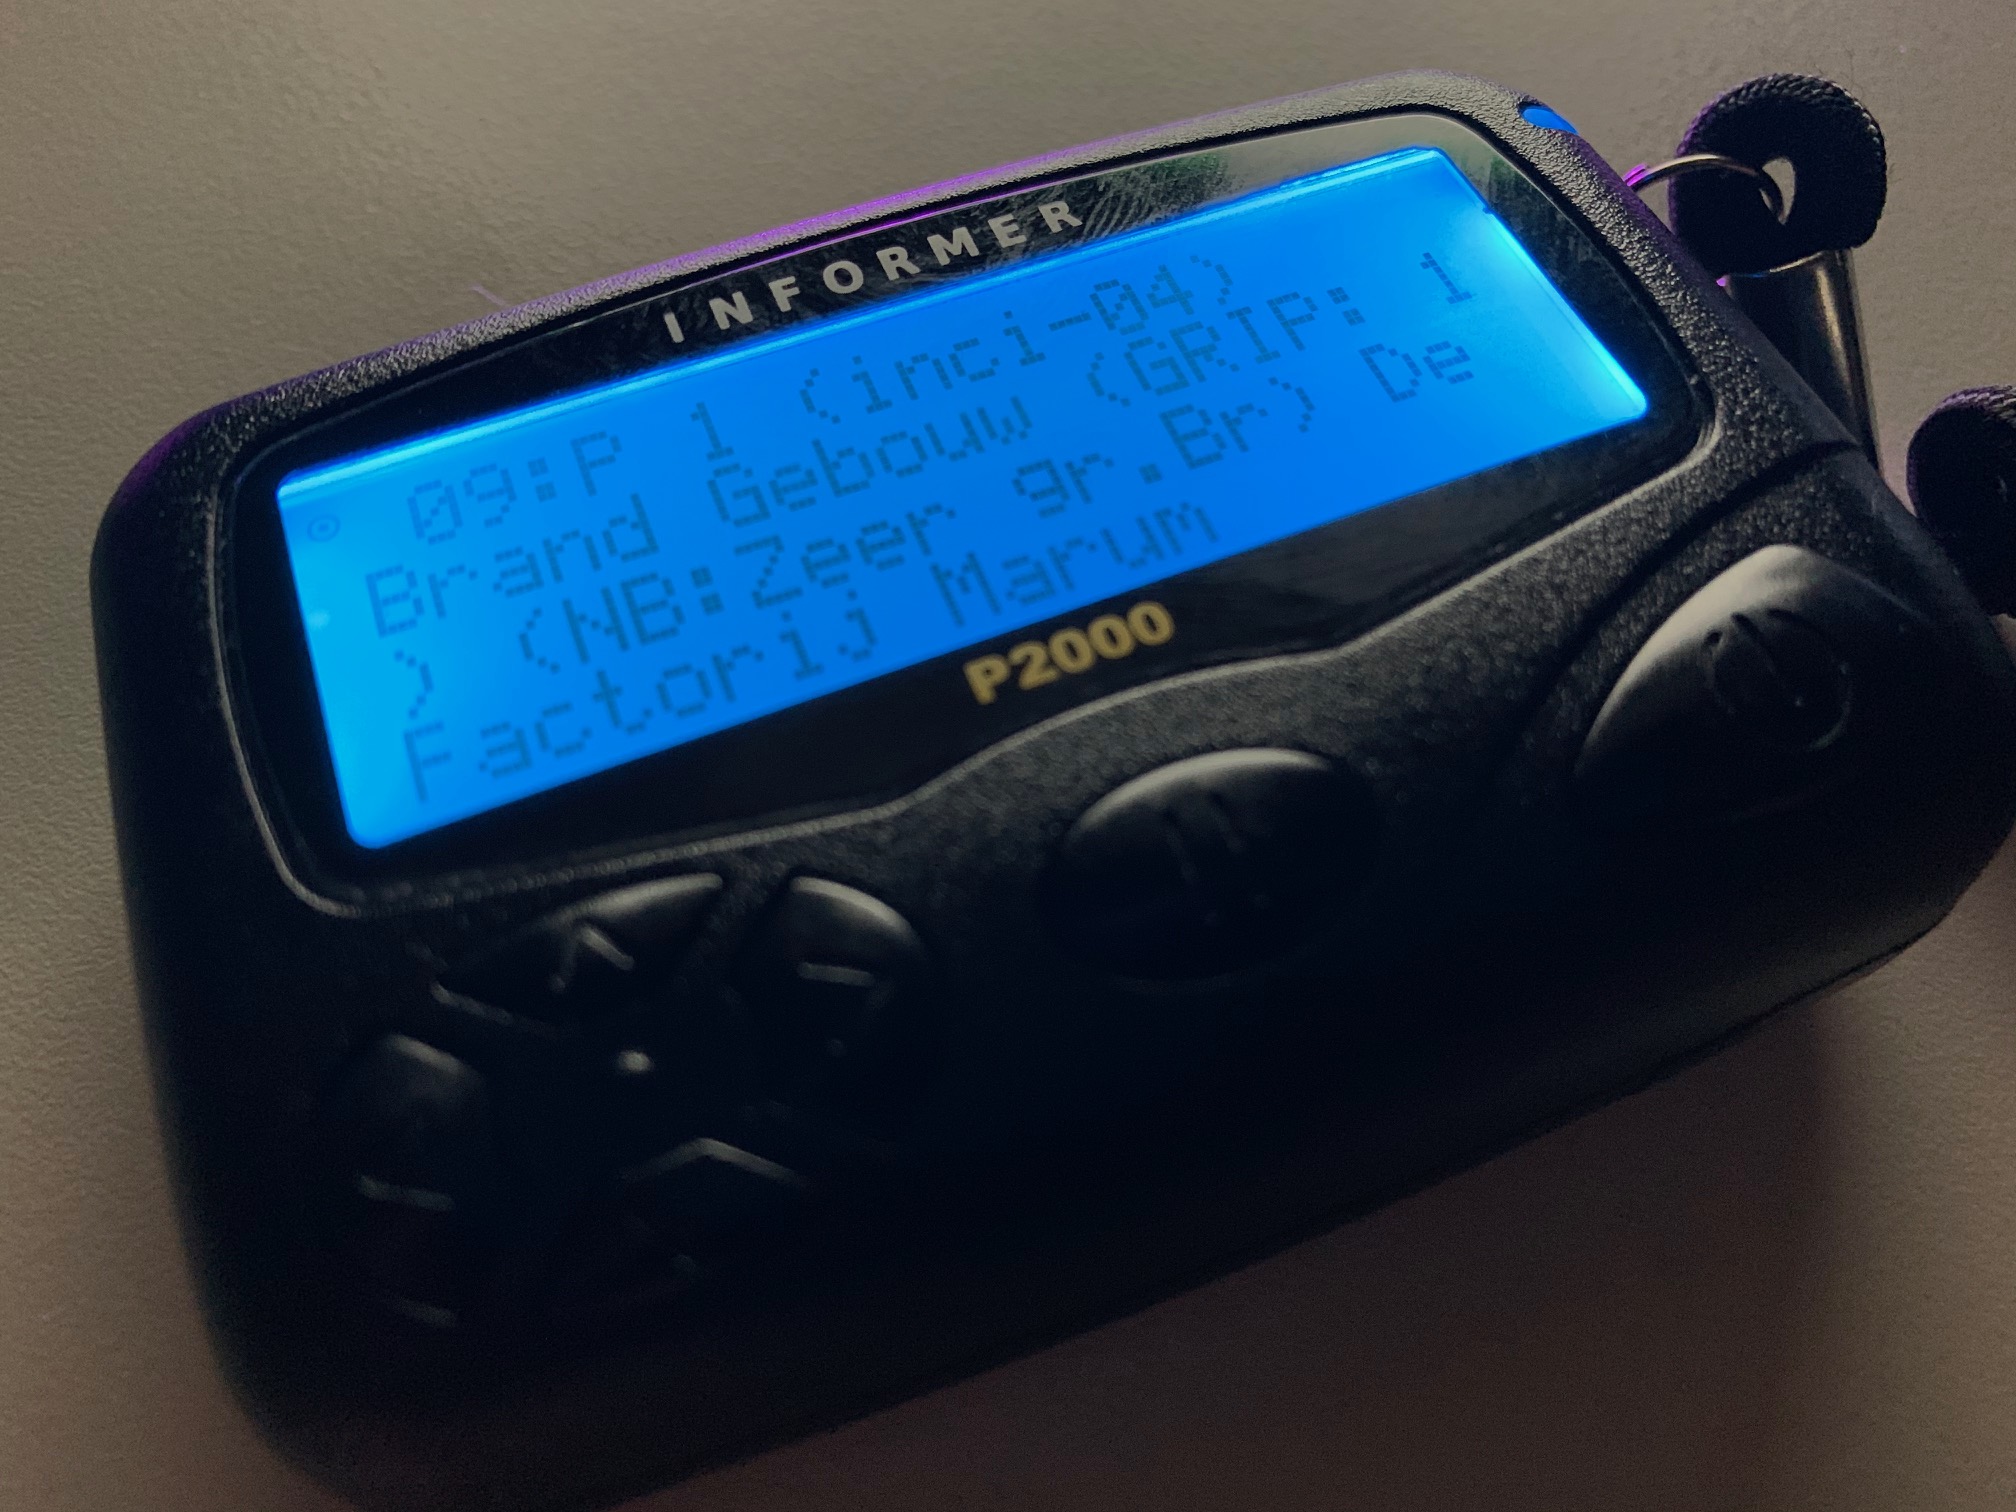 INFORMER
09:P 1 (inci-04)
Brand Gebouw (GRIP: 1
) (NB:Zeer gr.Br) De
Factorij Marum
P2000